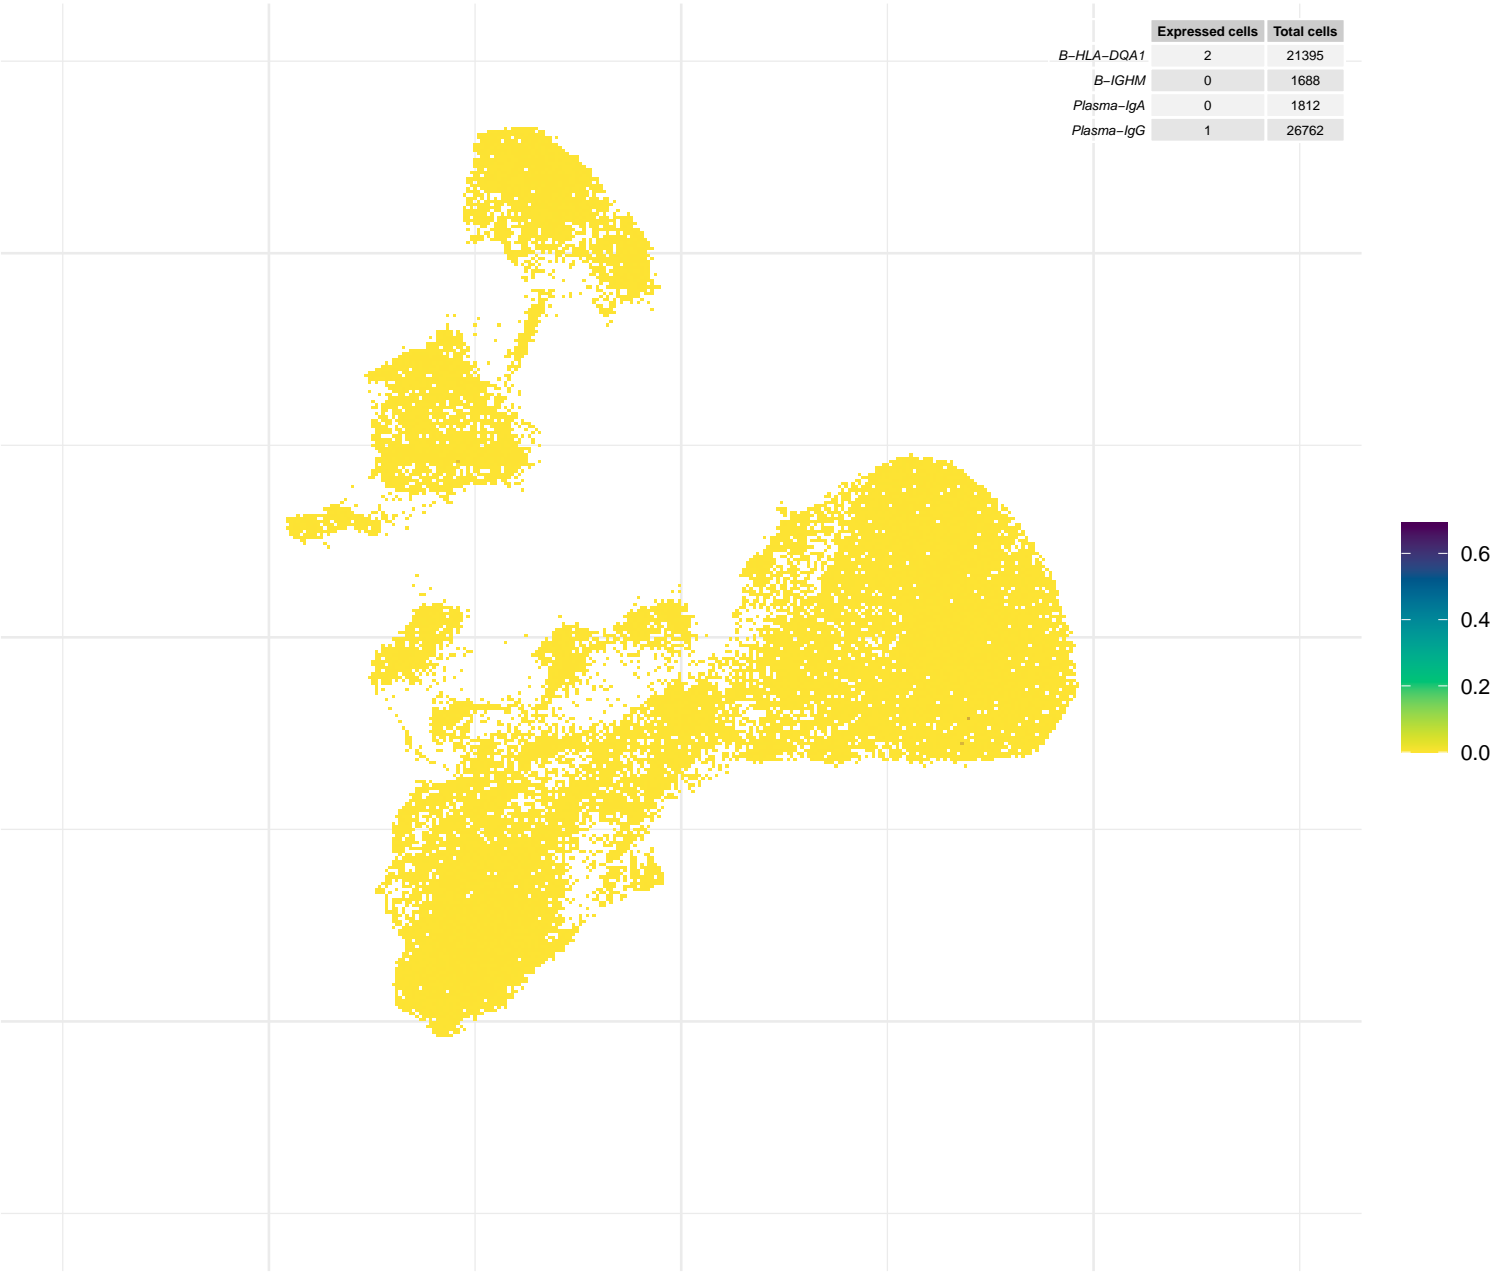 Expressed cells Total cells
B−HLA−DQA1 2 21395
B−IGHM 0 1688
Plasma−IgA 0 1812
Plasma−IgG 1 26762
0.6
0.4
0.2
0.0